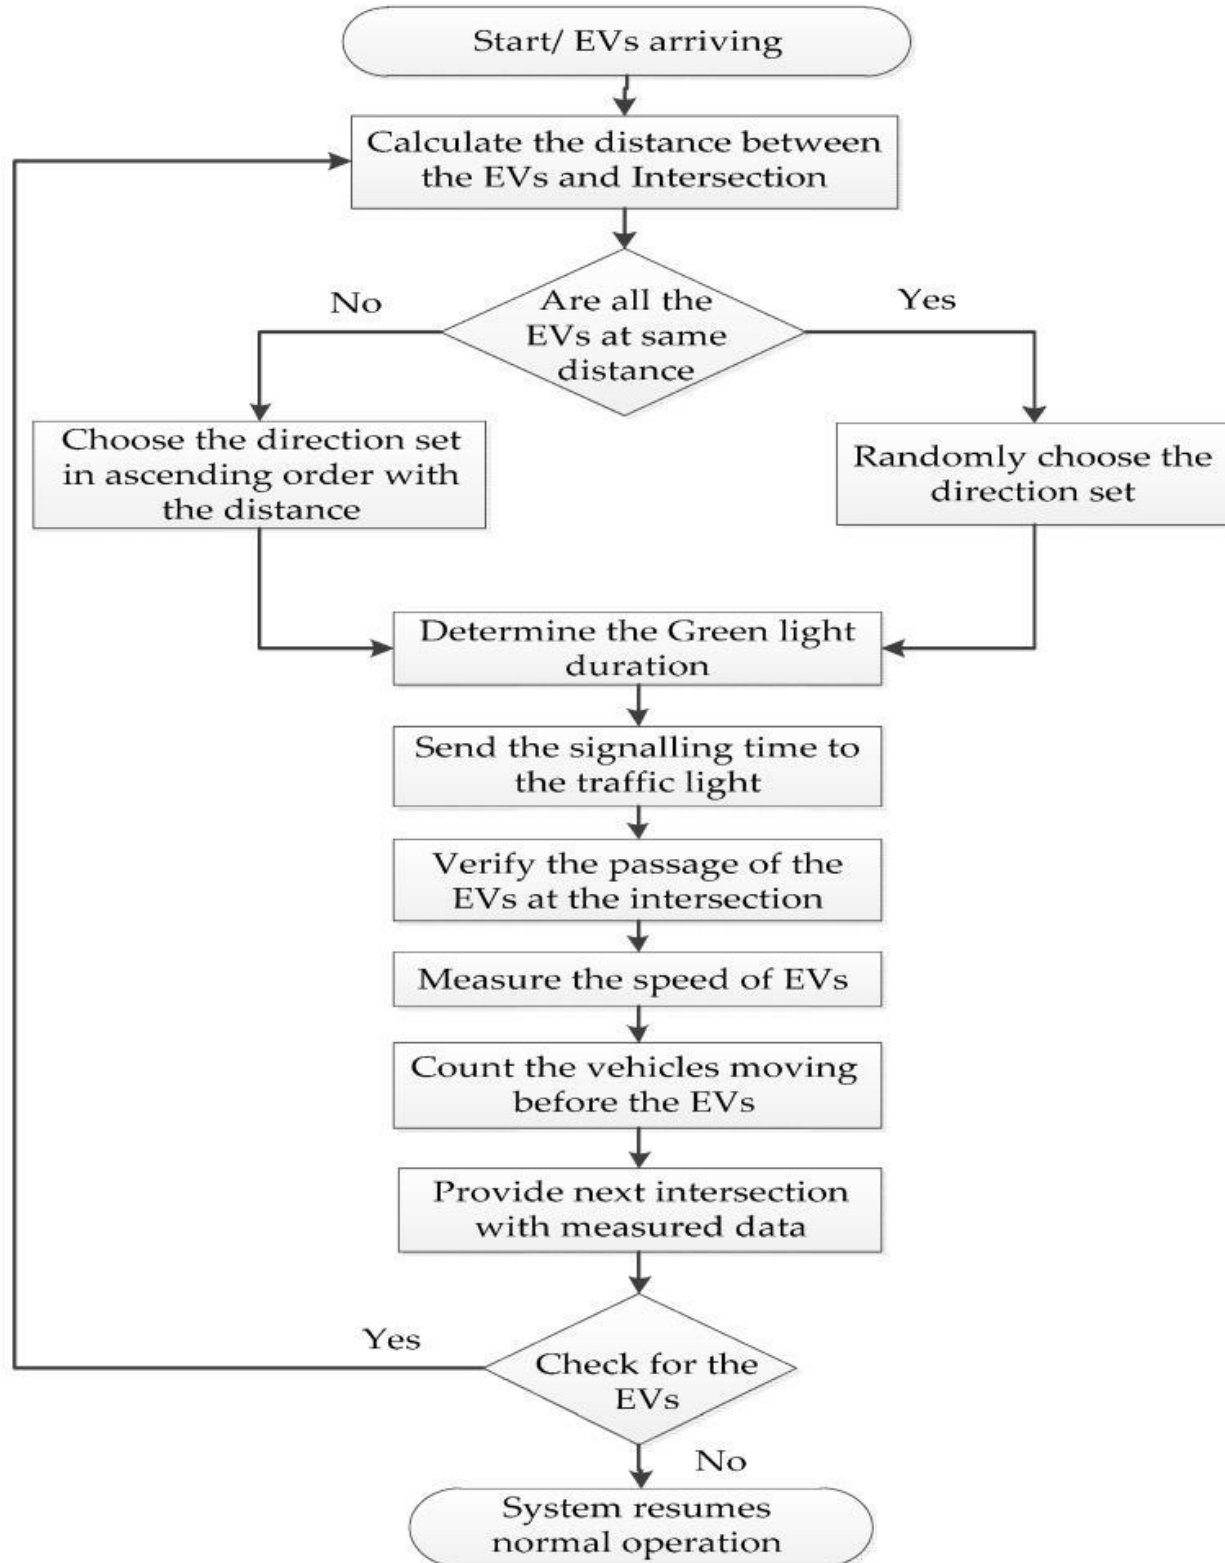 Start/ EVs arriving
Calculate the distance between
the EVs and Intersection
Are all the
EVs at same
distance
No
Yes
Choose the direction set
in ascending order with
the distance
Randomly choose the
direction set
Determine the Green light
duration
Send the signalling time to
the traffic light
Verify the passage of the
EVs at the intersection
Measure the speed of EVs
Count the vehicles moving
before the EVs
Provide next intersection
with measured data
Yes
Check for the
EVs
No
System resumes
normal operation